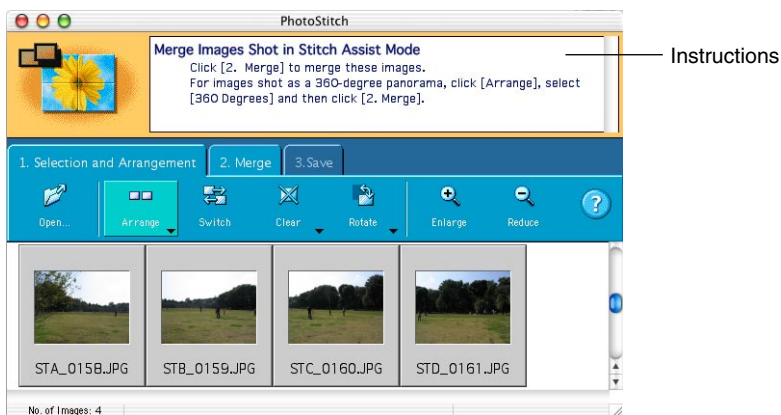 PhotoStitch
Merge Images Shot in Stitch Assist Mode
Click [2. Merge] to merge these images.
For images shot as a 360-degree panorama, click [Arrange], select
[360 Degrees] and then click [2. Merge].
Instructions
1. Selection and Arrangement
2. Merge
3.Save
Open...
Arrange
Switch
Clear
Rotate
Enlarge
Reduce
?
STA_0158.JPG
STB_0159.JPG
STC_0160.JPG
STD_0161.JPG
No. of Images: 4